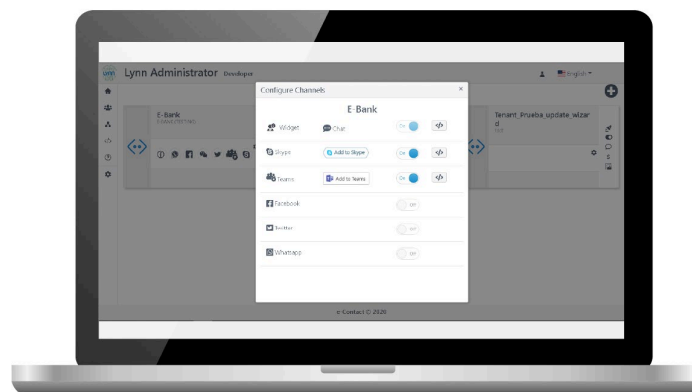 Lynn Administrator Developer
English
Configure Channels
×
E-Bank
E-Bank
Tenant_Prueba_update_wizar
d
Widget Chat On </>
Skype Add to Skype On </>
Teams Add to Teams On </>
Facebook Off
Twitter Off
Whatsapp Off
e-Contact © 2020